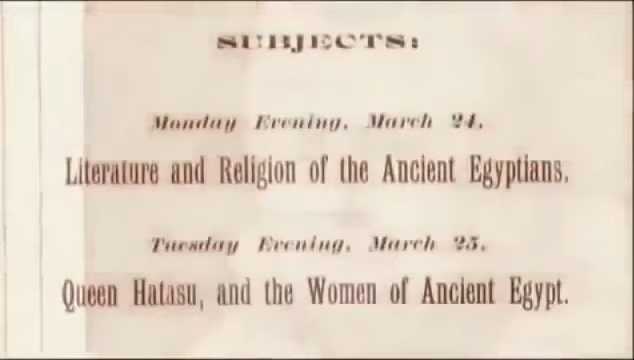 SUBJECTS:
Monday Evening, March 24.
Literature and Religion of the Ancient Egyptians.
Tuesday Evening, March 25.
Queen Hatasu, and the Women of Ancient Egypt.